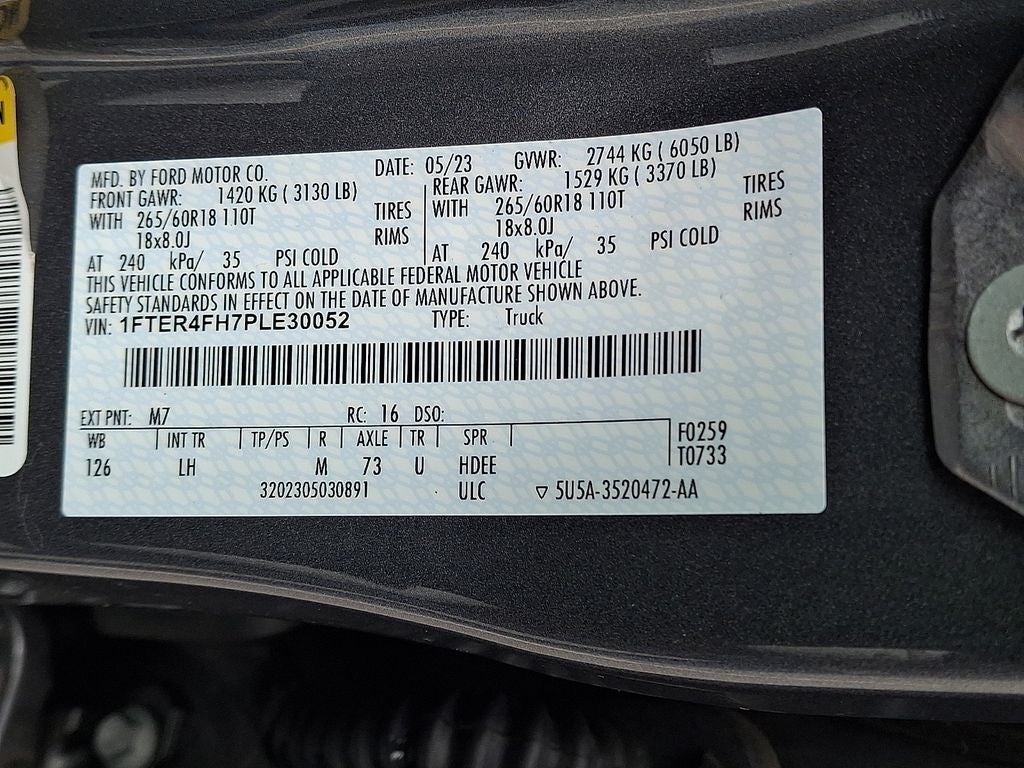 MFD. BY FORD MOTOR CO. DATE: 05/23 GVWR: 2744 KG ( 6050 LB)
FRONT GAWR: 1420 KG ( 3130 LB) REAR GAWR: 1529 KG ( 3370 LB)
WITH 265/60R18 110T TIRES WITH 265/60R18 110T TIRES
18x8.0J RIMS 18x8.0J RIMS
AT 240 kPa/ 35 PSI COLD AT 240 kPa/ 35 PSI COLD
THIS VEHICLE CONFORMS TO ALL APPLICABLE FEDERAL MOTOR VEHICLE
SAFETY STANDARDS IN EFFECT ON THE DATE OF MANUFACTURE SHOWN ABOVE.
VIN: 1FTER4FH7PLE30052 TYPE: Truck
EXT PNT: M7 RC: 16 DSO:
WB INT TR TP/PS R AXLE TR SPR F0259
126 LH M 73 U HDEE T0733
3202305030891 ULC ▽ 5U5A-3520472-AA